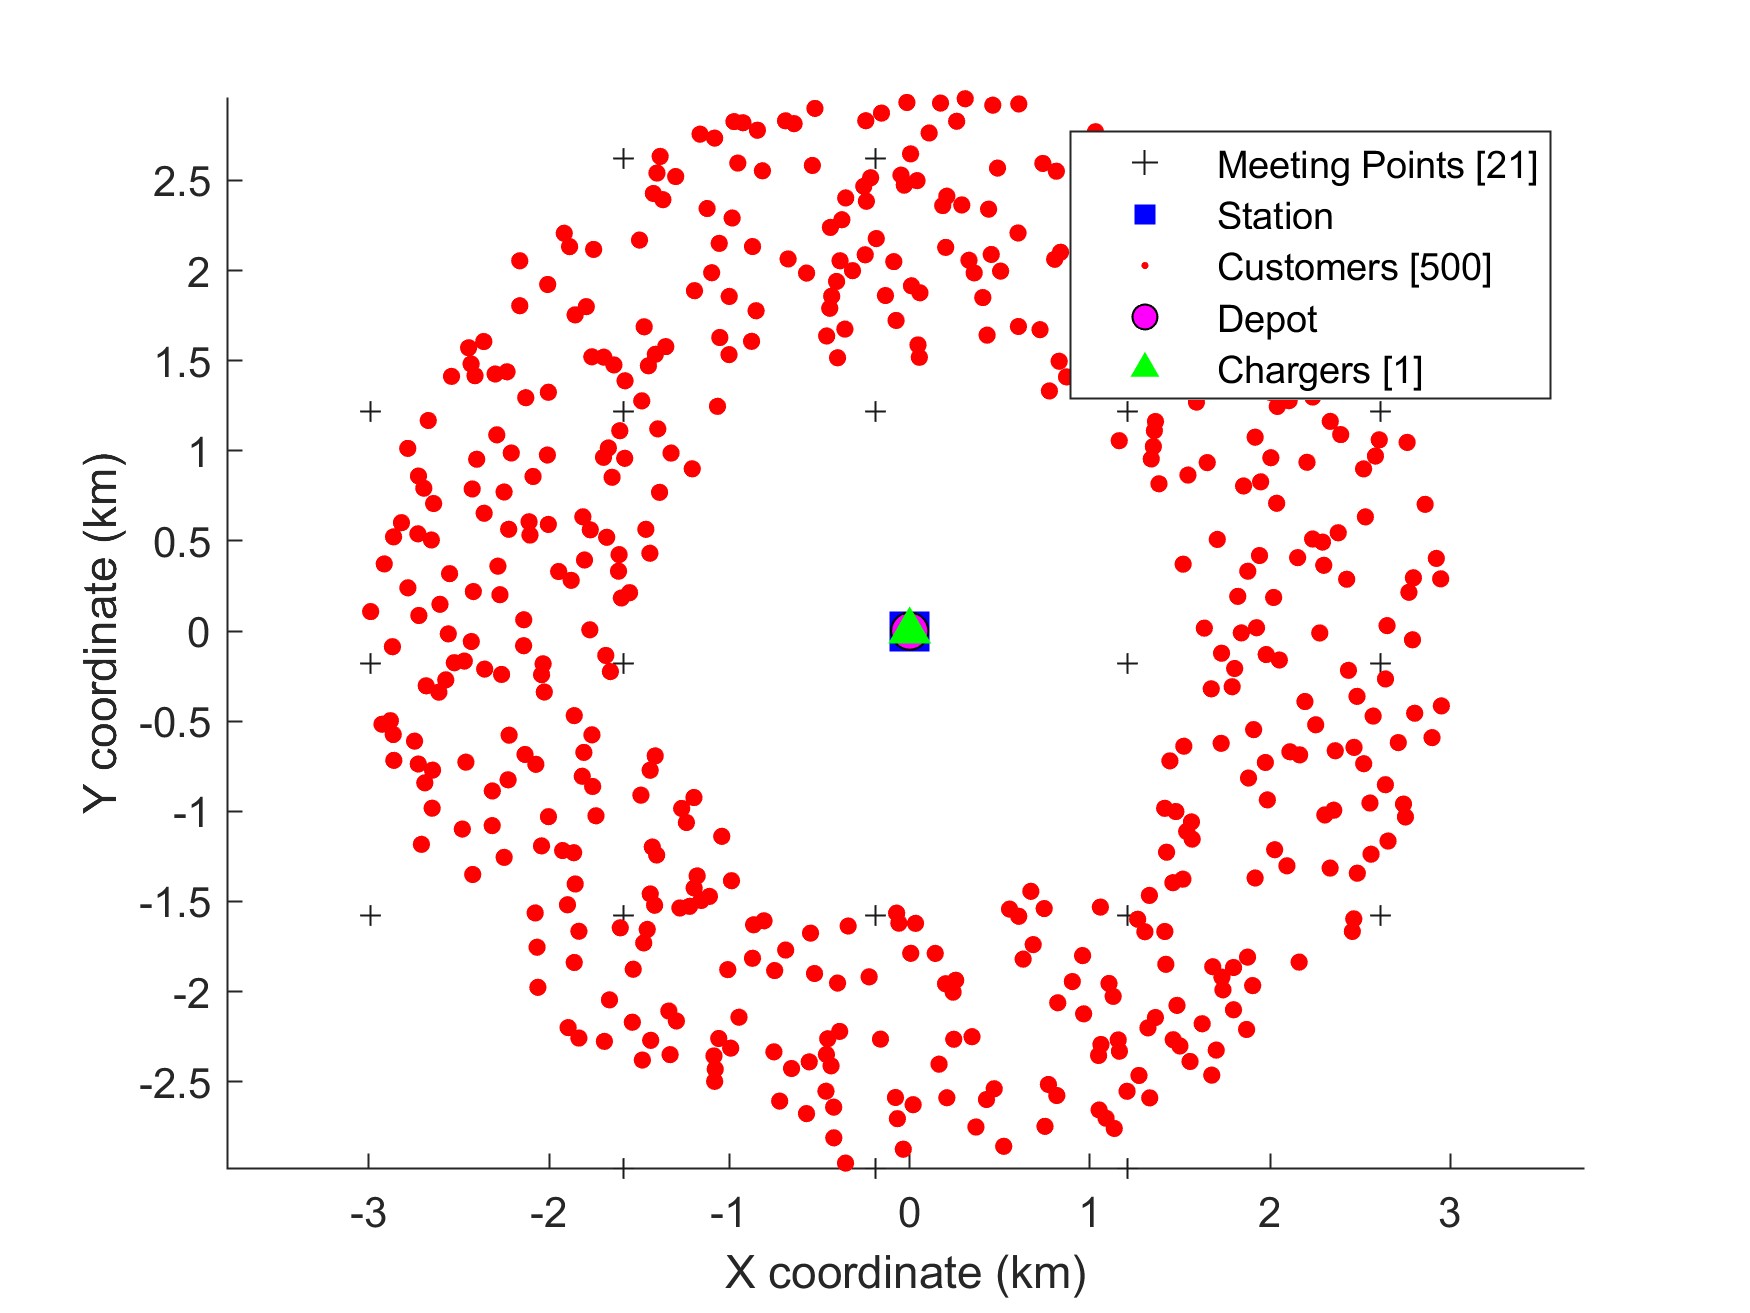 Meeting Points [21]
Station
Customers [500]
Depot
Chargers [1]
2.5
2
1.5
1
0.5
0
-0.5
-1
-1.5
-2
-2.5
Y coordinate (km)
-3
-2
-1
0
1
2
3
X coordinate (km)